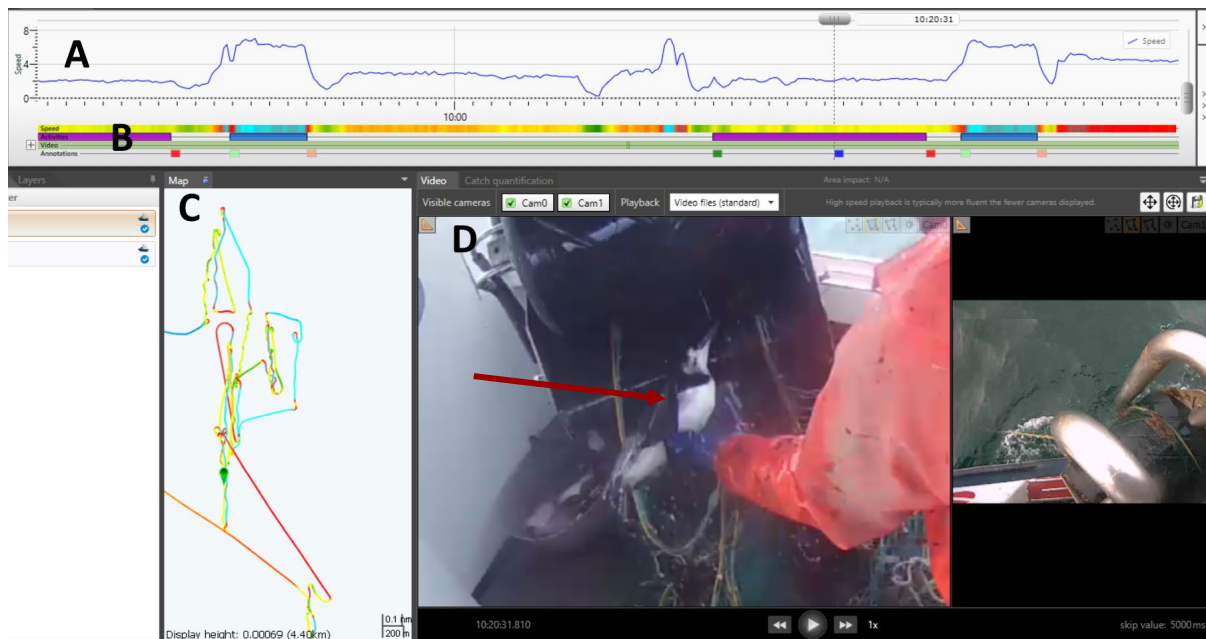 10:20:31
8
A
Speed
4
0
Speed
10:00
Speed
Activities
B
Video
Annotations
Layers
er
Map
C
Video
Catch quantification
Area impact: N/A
Visible cameras
Cam0
Cam1
Playback
Video files (standard)
High speed playback is typically more fluent the fewer cameras displayed.
D
Cam0
Cam1
Display height: 0.00069 (4.40km)
0.1 nm
200 m
10:20:31.810
1x
skip value: 5000ms